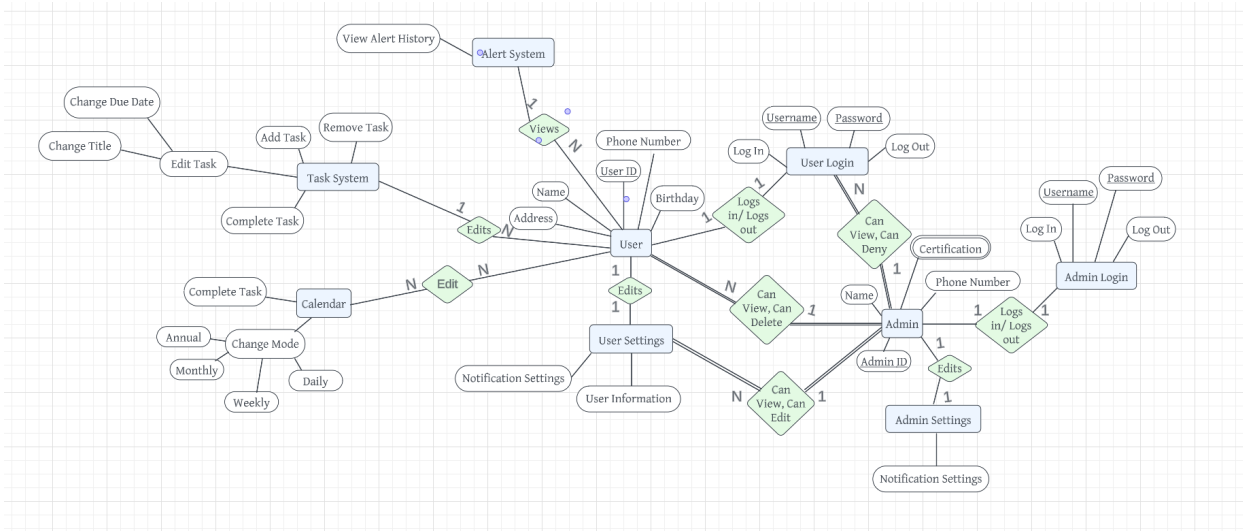 View Alert History
Alert System
1
Views
N
Change Due Date
Change Title
Edit Task
Add Task
Remove Task
Task System
Complete Task
1
Edits
N
Phone Number
User ID
Name
Birthday
Address
User
Username
Password
Log In
User Login
Log Out
1
Logs
in/ Logs
out
1
N
Can
View, Can
Deny
1
Password
Username
Log In
Log Out
Admin Login
Certification
Phone Number
Name
Admin
Admin ID
1
Logs
in/ Logs
out
1
N
Edit
N
Complete Task
Calendar
Annual
Change Mode
Monthly
Weekly
Daily
1
Edits
1
User Settings
Notification Settings
User Information
N
Can
View, Can
Delete
1
N
Can
View, Can
Edit
1
1
Edits
1
Admin Settings
Notification Settings